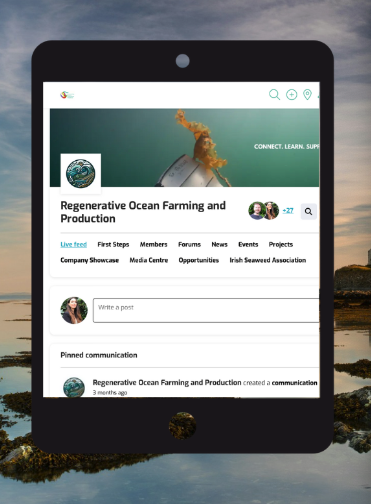 CONNECT. LEARN. SUPP
Regenerative Ocean Farming and
Production
+27
Live feed First Steps Members Forums News Events Projects
Company Showcase Media Centre Opportunities Irish Seaweed Association
Write a post
Pinned communication
Regenerative Ocean Farming and Production created a communication
3 months ago